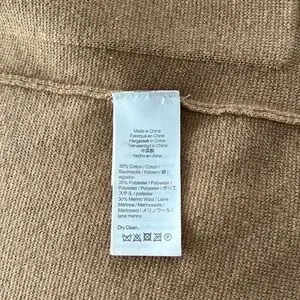 Made in China
Fabriqué en Chine
Hergestellt in China
Vervaardigd in China
中国製
hecho en china
35% Cotton / Coton /
Baumwolle / Katoen / 綿 /
algodón
35% Polyester / Polyester /
Polyester / Polyester / ポリエ
ステル / poliéster
30% Merino Wool / Laine
Mérinos / Merinowolle /
Merinowol / メリノウール /
lana merino
Dry Clean.